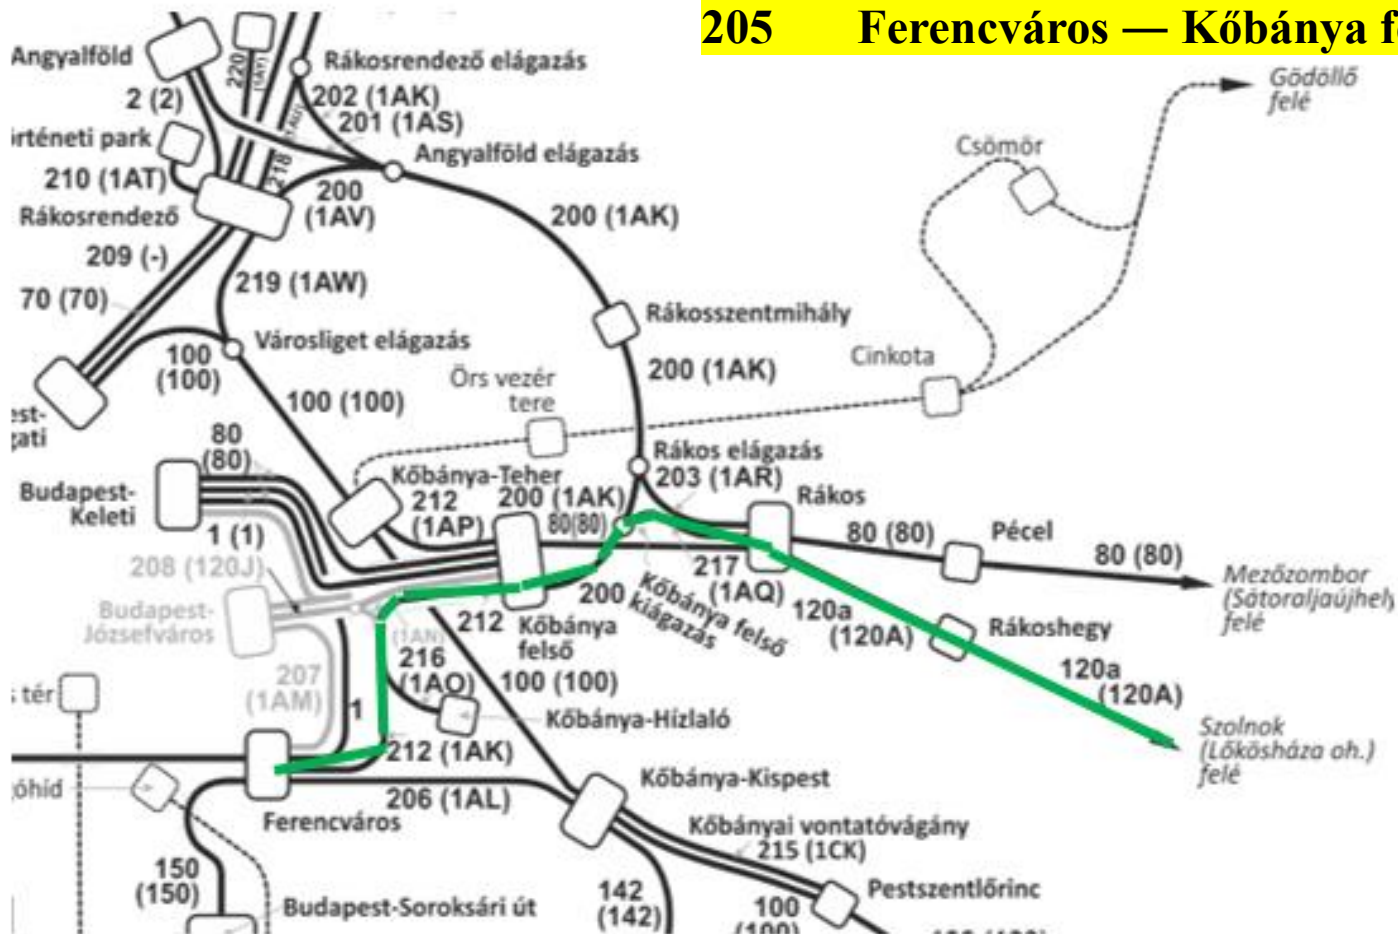 205 Ferencváros — Kőbánya f
Angyalföld
220
(1AY)
Rákosrendező elágazás
Gödöllő
felé
2 (2)
202 (1AK)
201 (1AS)
Csömör
rténeti park
218
Angyalföld elágazás
210 (1AT)
200
(1AV)
200 (1AK)
Rákosrendező
209 (-)
219 (1AW)
70 (70)
Rákosszentmihály
Városliget elágazás
100
(100)
Cinkota
200 (1AK)
Örs vezér
tere
100 (100)
est-
gati
80
(80)
Rákos elágazás
203 (1AR)
Kőbánya-Teher
Budapest-
Keleti
212
(1AP)
200 (1AK)
80(80)
Rákos
80 (80)
Pécel
80 (80)
1 (1)
208 (120J)
217
(1AQ)
Mezőzombor
(Sátoraljaújhely
felé
Budapest-
Józsefváros
200
Kőbánya felső
kiágazás
120a
(120A)
212
Kőbánya
felső
Rákoshegy
(1AN)
216
(1AO)
207
(1AM)
100 (100)
120a
(120A)
s tér
1
Kőbánya-Hízlaló
Szolnok
(Lőkösháza oh.)
felé
212 (1AK)
óhíd
206 (1AL)
Kőbánya-Kispest
Ferencváros
Kőbányai vontatóvágány
215 (1CK)
150
(150)
142
(142)
Pestszentlőrinc
100
(100)
Budapest-Soroksári út